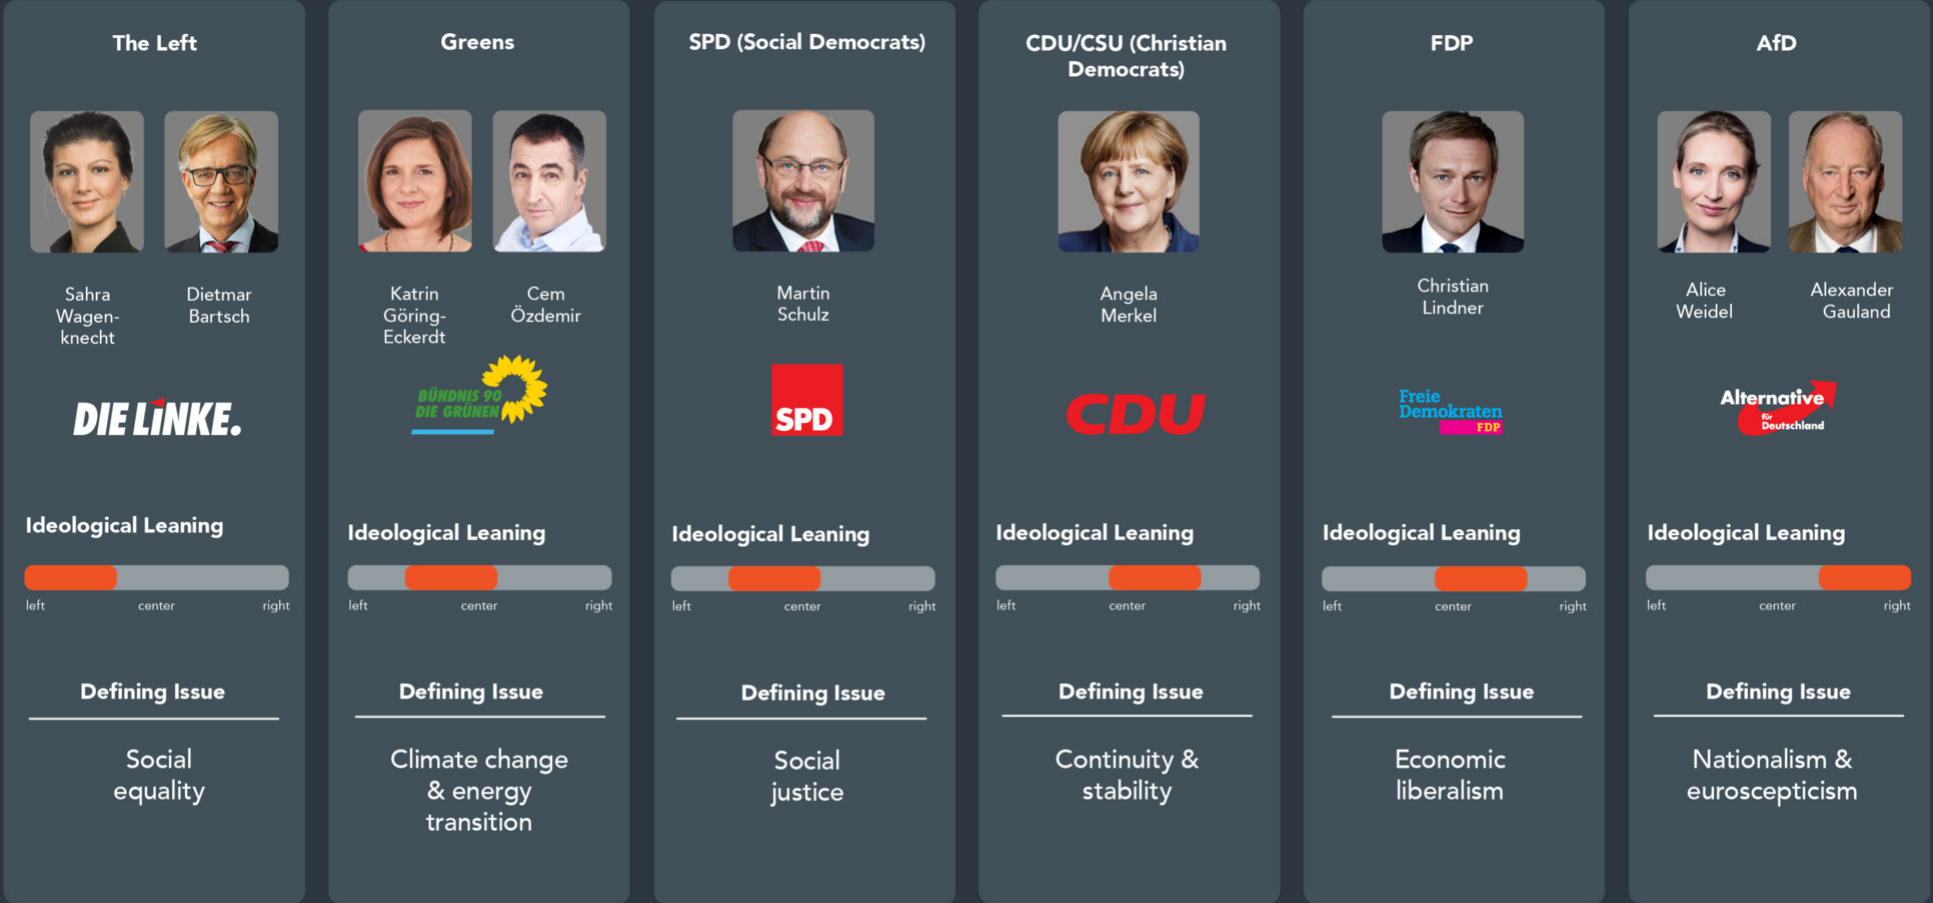 The Left
Sahra
Wagen-
knecht
Dietmar
Bartsch
DIE LiNKE.
Ideological Leaning
left center right
Defining Issue
Social
equality
Greens
Katrin
Göring-
Eckerdt
Cem
Özdemir
BÜNDNIS 90
DIE GRÜNEN
Ideological Leaning
left center right
Defining Issue
Climate change
& energy
transition
SPD (Social Democrats)
Martin
Schulz
SPD
Ideological Leaning
left center right
Defining Issue
Social
justice
CDU/CSU (Christian
Democrats)
Angela
Merkel
CDU
Ideological Leaning
left center right
Defining Issue
Continuity &
stability
FDP
Christian
Lindner
Freie
Demokraten
FDP
Ideological Leaning
left center right
Defining Issue
Economic
liberalism
AfD
Alice
Weidel
Alexander
Gauland
Alternative
für
Deutschland
Ideological Leaning
left center right
Defining Issue
Nationalism &
euroscepticism